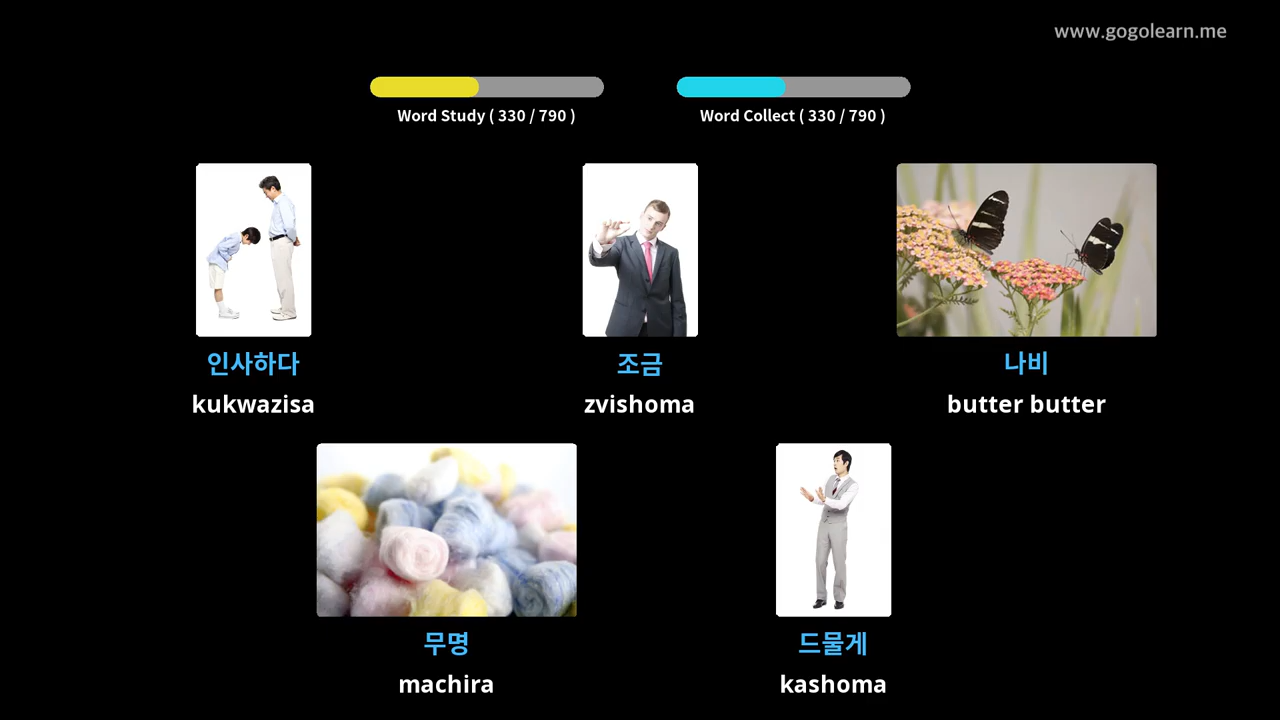 www.gogolearn.me
Word Study ( 330 / 790 )
Word Collect ( 330 / 790 )
인사하다
kukwazisa
조금
zvishoma
나비
butter butter
무명
machira
드물게
kashoma